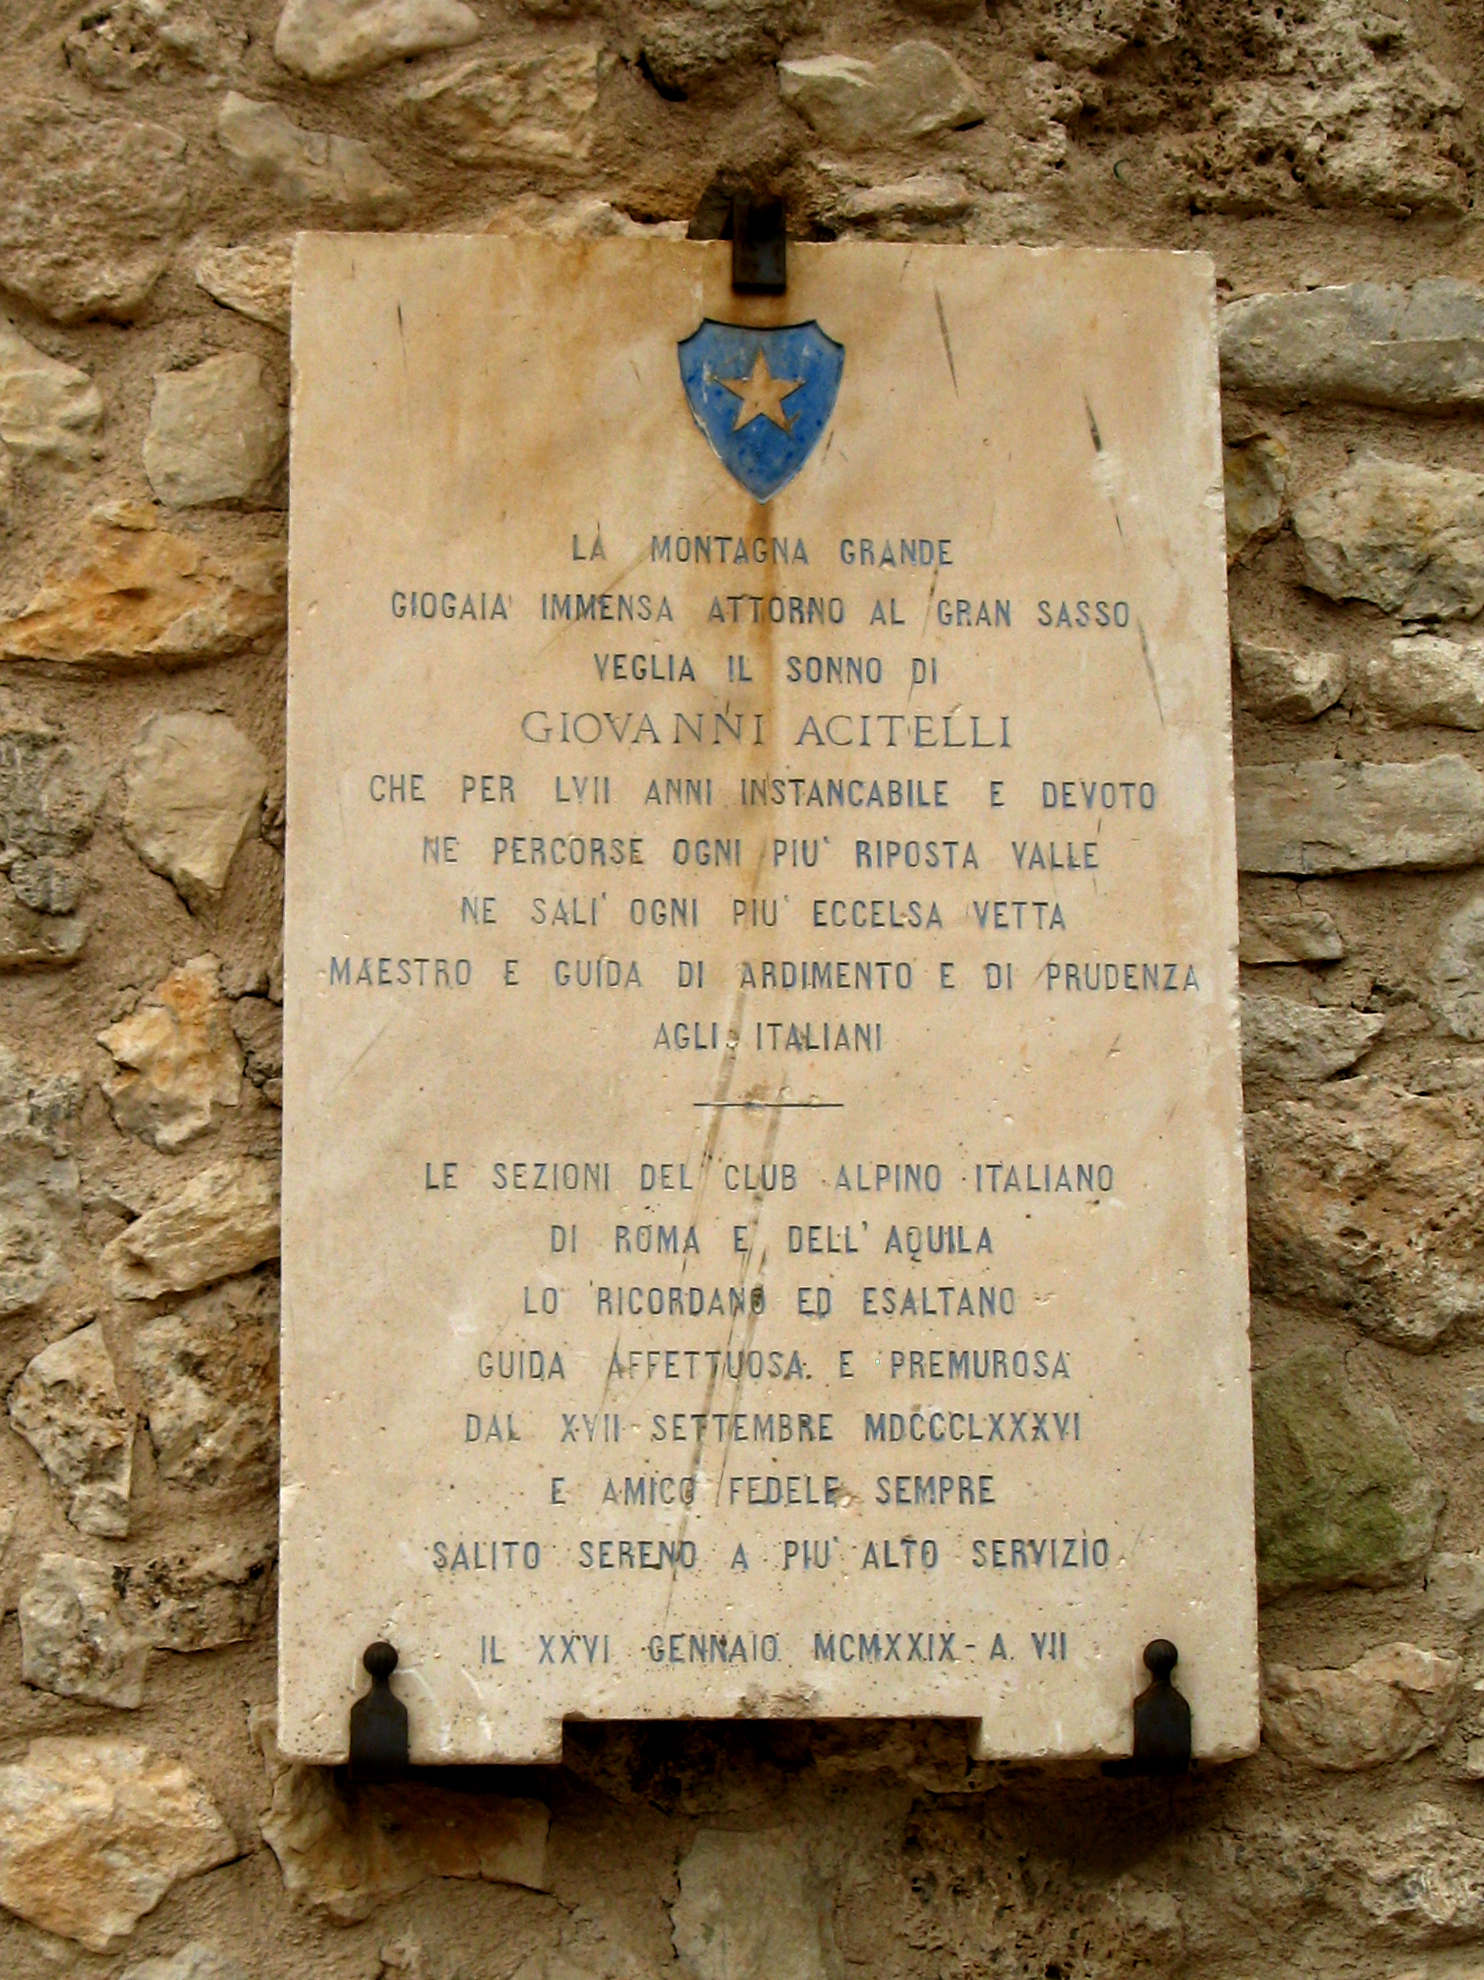 LA MONTAGNA GRANDE
GIOGAIA IMMENSA ATTORNO AL GRAN SASSO
VEGLIA IL SONNO DI
GIOVANNI ACITELLI
CHE PER LVII ANNI INSTANCABILE E DEVOTO
NE PERCORSE OGNI PIU' RIPOSTA VALLE
NE SALI' OGNI PIU' ECCELSA VETTA
MAESTRO E GUIDA DI ARDIMENTO E DI PRUDENZA
AGLI ITALIANI
LE SEZIONI DEL CLUB ALPINO ITALIANO
DI ROMA E DELL' AQUILA
LO RICORDANO ED ESALTANO
GUIDA AFFETTUOSA E PREMUROSA
DAL XVII SETTEMBRE MDCCCLXXXVI
E AMICO FEDELE SEMPRE
SALITO SERENO A PIU' ALTO SERVIZIO
IL XXVI GENNAIO MCMXXIX - A. VII